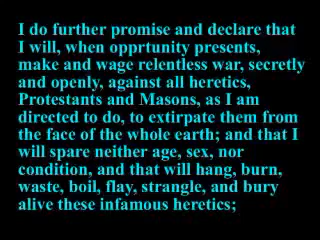 I do further promise and declare that
I will, when opprtunity presents,
make and wage relentless war, secretly
and openly, against all heretics,
Protestants and Masons, as I am
directed to do, to extirpate them from
the face of the whole earth; and that I
will spare neither age, sex, nor
condition, and that will hang, burn,
waste, boil, flay, strangle, and bury
alive these infamous heretics;